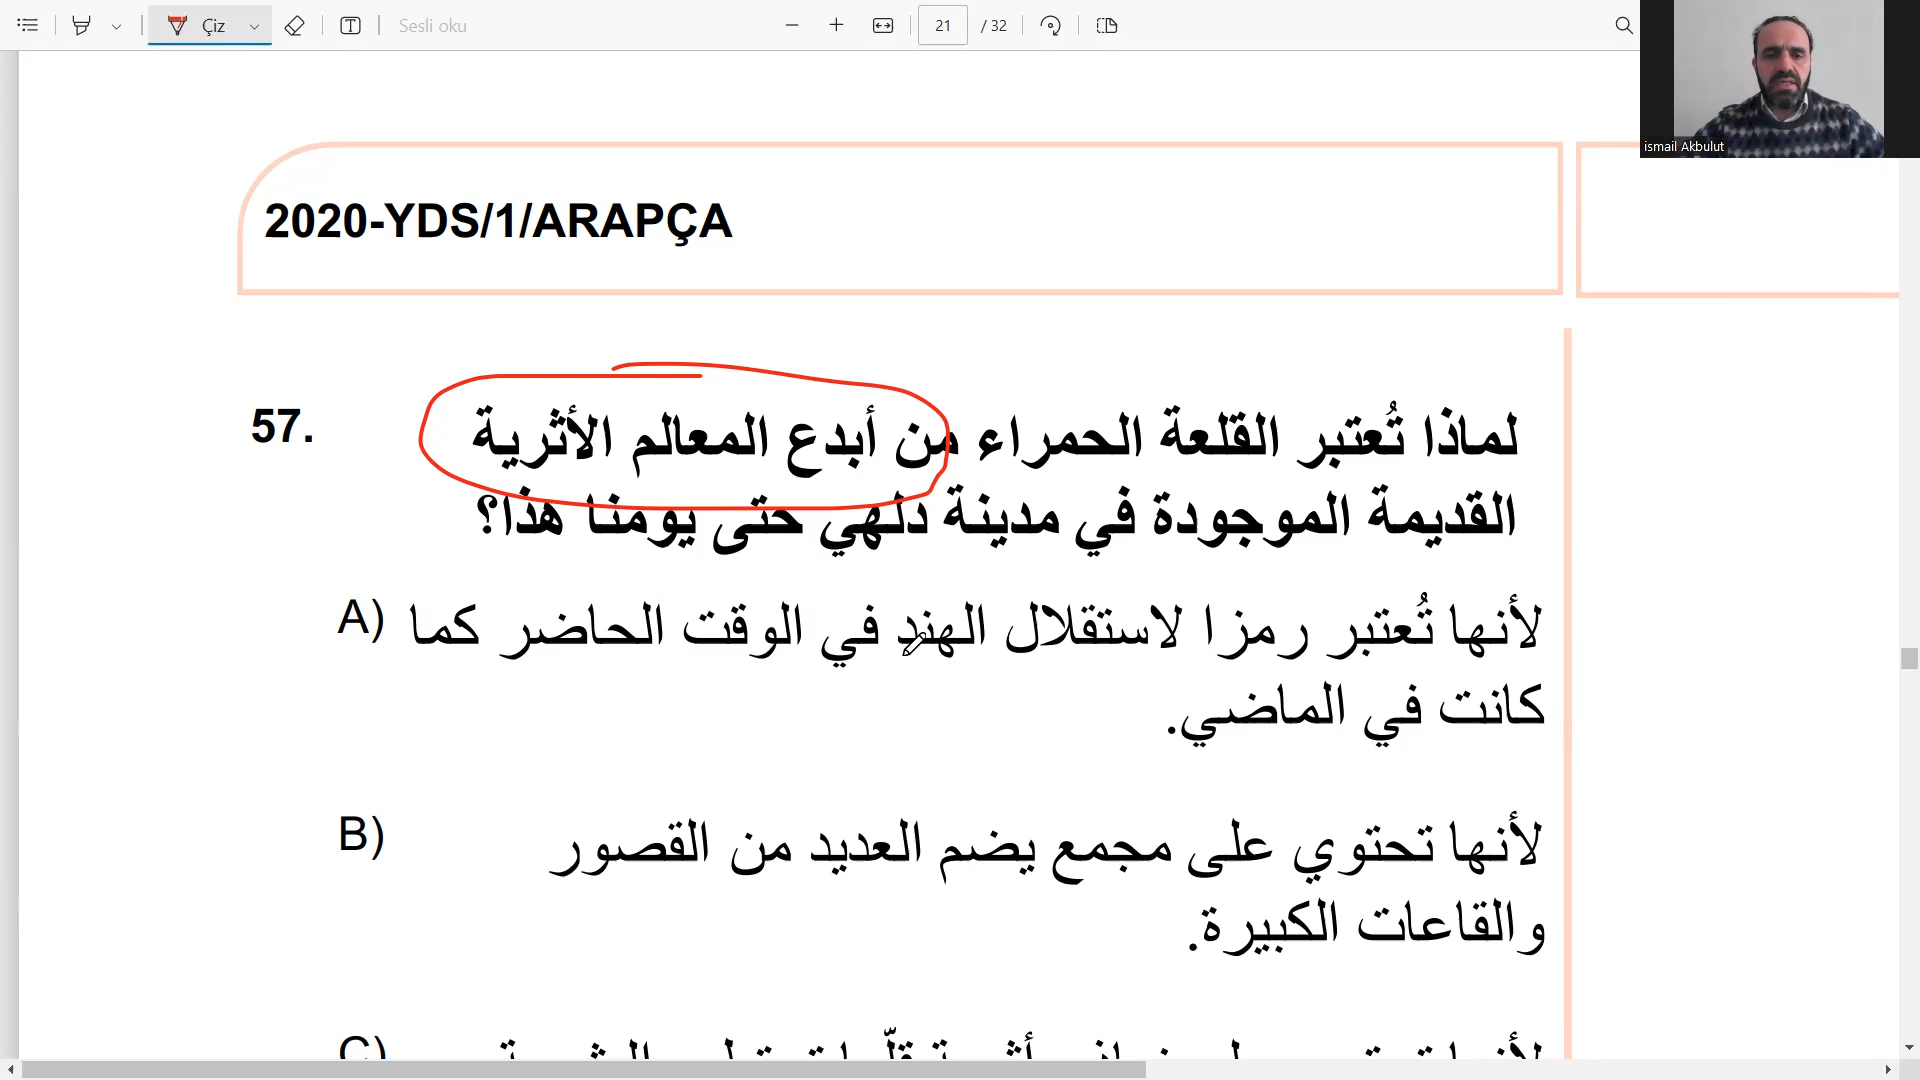 Çiz
Sesli oku
21 / 32
ismail Akbulut
2020-YDS/1/ARAPÇA
57. لماذا تُعتبر القلعة الحمراء من أبدع المعالم الأثرية
القديمة الموجودة في مدينة دلهي حتى يومنا هذا؟
A) لأنها تُعتبر رمزا لاستقلال الهند في الوقت الحاضر كما
كانت في الماضي.
B) لأنها تحتوي على مجمع يضم العديد من القصور
والقاعات الكبيرة.
C)